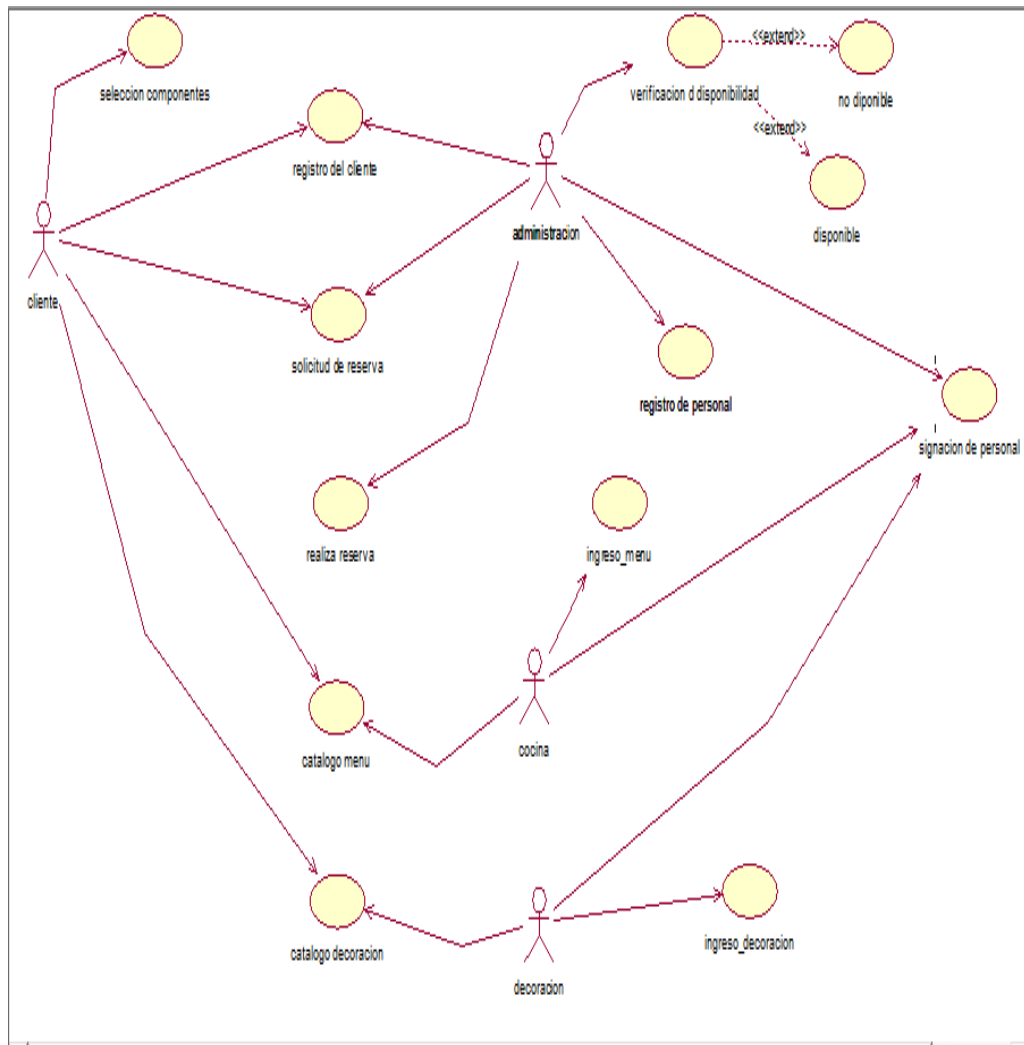 <<extend>>
seleccion componentes
verificacion d disponibilidad
no diponible
<<extend>>
registro del cliente
administracion
disponible
cliente
solicitud de reserva
registro de personal
signacion de personal
realiza reserva
ingreso_menu
cocina
catalogo menu
catalogo decoracion
ingreso_decoracion
decoracion